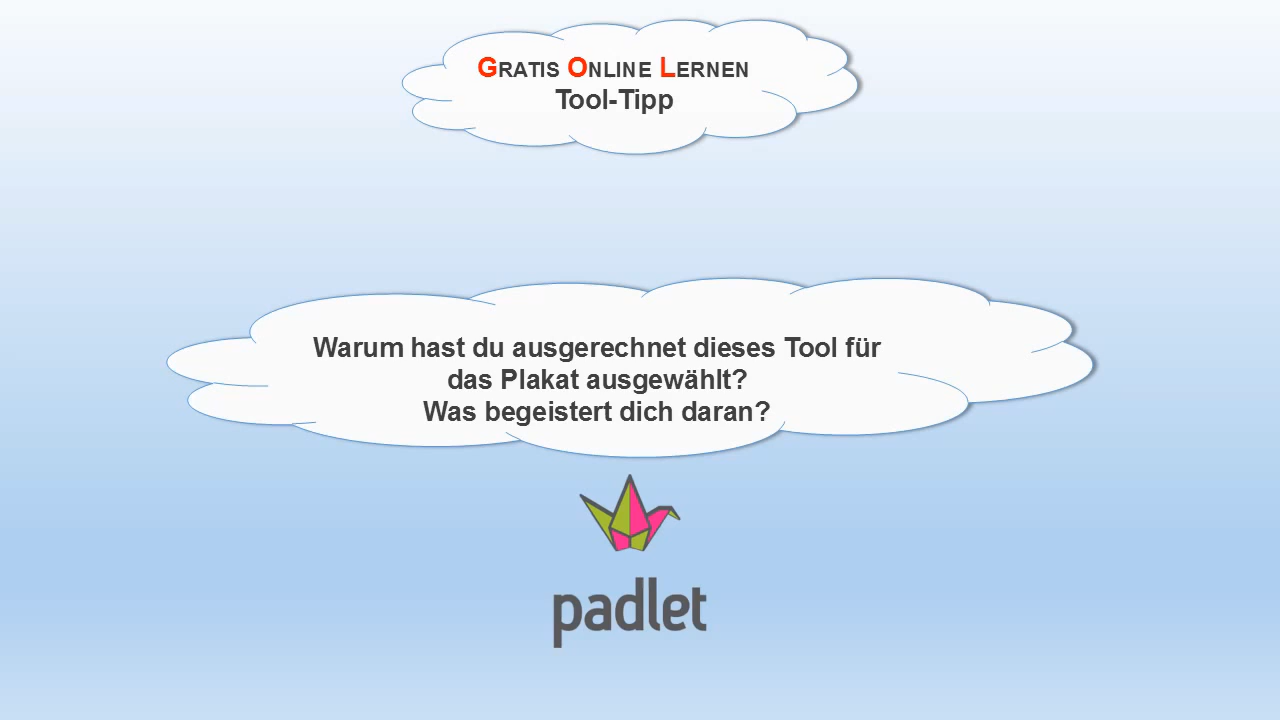 GRATIS ONLINE LERNEN
Tool-Tipp
Warum hast du ausgerechnet dieses Tool für
das Plakat ausgewählt?
Was begeistert dich daran?
padlet